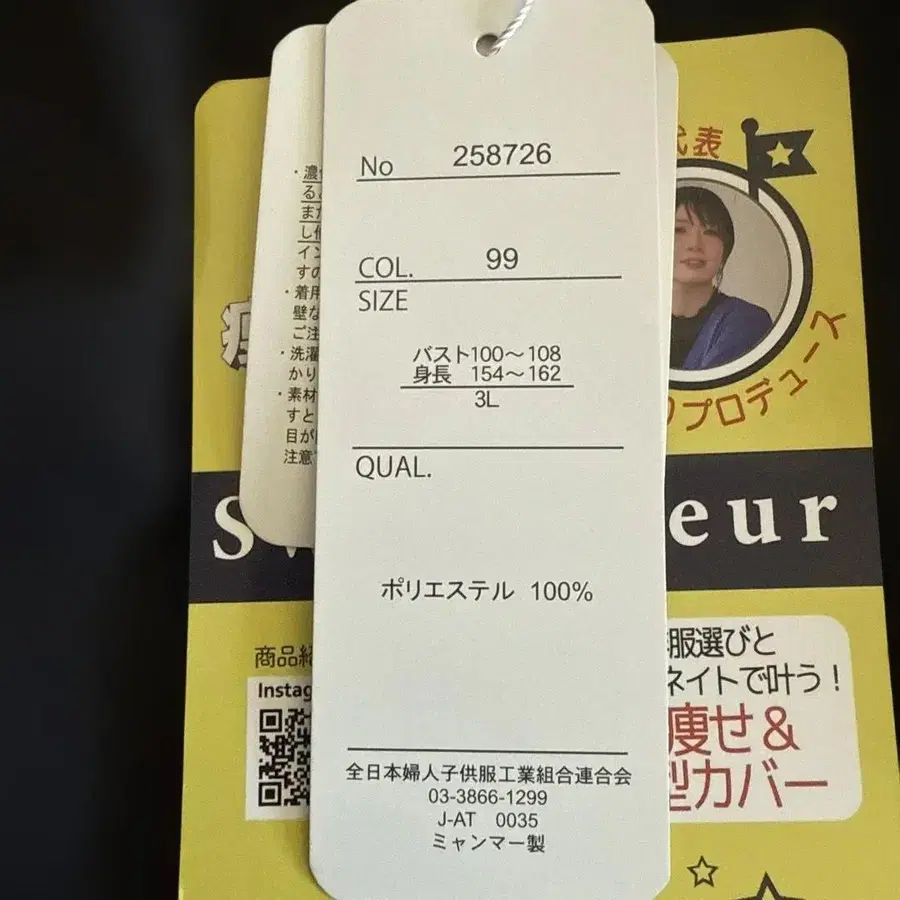 No 258726
COL. 99
SIZE
バスト100～108
身長 154～162
3L
QUAL.
ポリエステル 100%
全日本婦人子供服工業組合連合会
03-3866-1299
J-AT 0035
ミャンマー製
・濃
る
また
し
イン
すの
・着用
壁な
ご注
・洗濯
かり
・素材
すと
目が
注意
代表
プロデュース
S
eur
商品紹
Instag
服選びと
ネイトで叶う！
痩せ&
型カバー